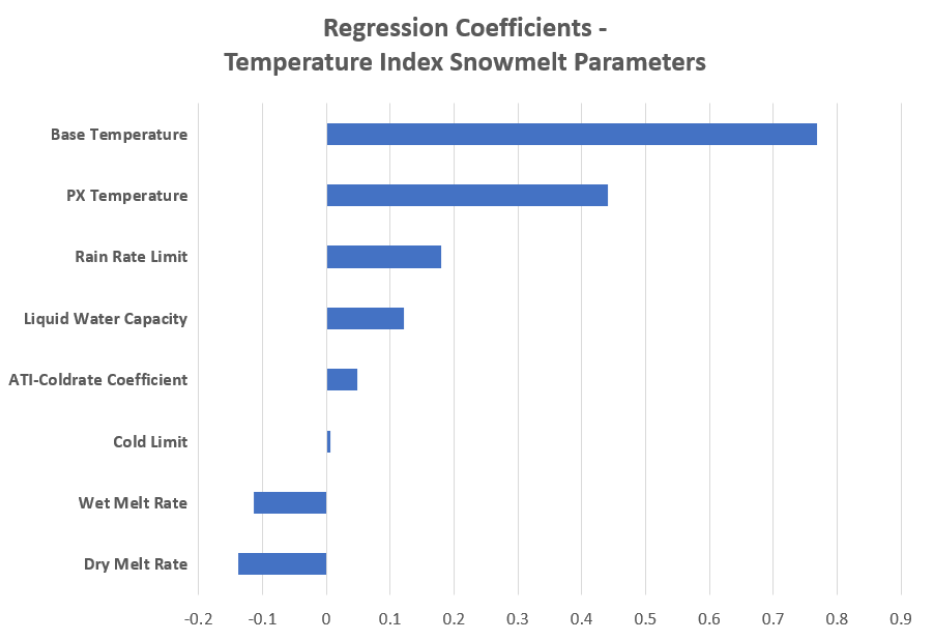 Regression Coefficients -
Temperature Index Snowmelt Parameters
Base Temperature
PX Temperature
Rain Rate Limit
Liquid Water Capacity
ATI-Coldrate Coefficient
Cold Limit
Wet Melt Rate
Dry Melt Rate
-0.2 -0.1 0 0.1 0.2 0.3 0.4 0.5 0.6 0.7 0.8 0.9